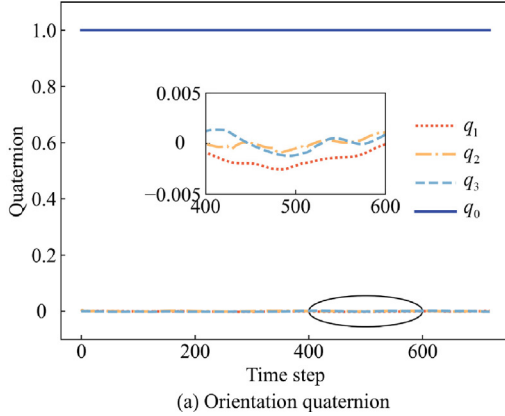 1.0
0.8
0.6
0.4
0.2
0
Quaternion
0.005
0
−0.005
400 500 600
q1
q2
q3
q0
0 200 400 600
Time step
(a) Orientation quaternion